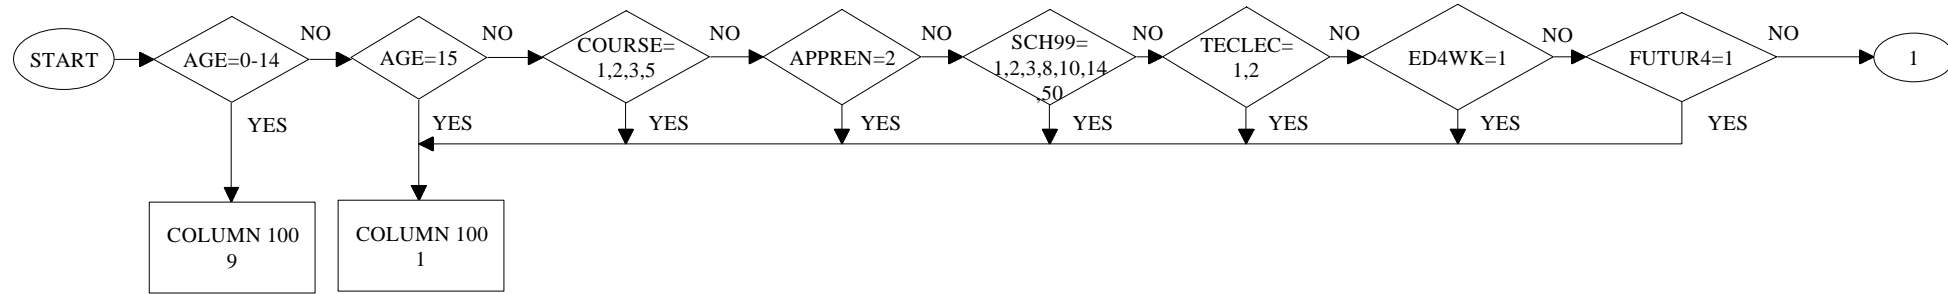 START
AGE=0-14
NO
AGE=15
NO
COURSE=
1,2,3,5
NO
APPREN=2
NO
SCH99=
1,2,3,8,10,14
,50
NO
TECLEC=
1,2
NO
ED4WK=1
NO
FUTUR4=1
NO
1
YES
YES
YES
YES
YES
YES
YES
YES
COLUMN 100
9
COLUMN 100
1